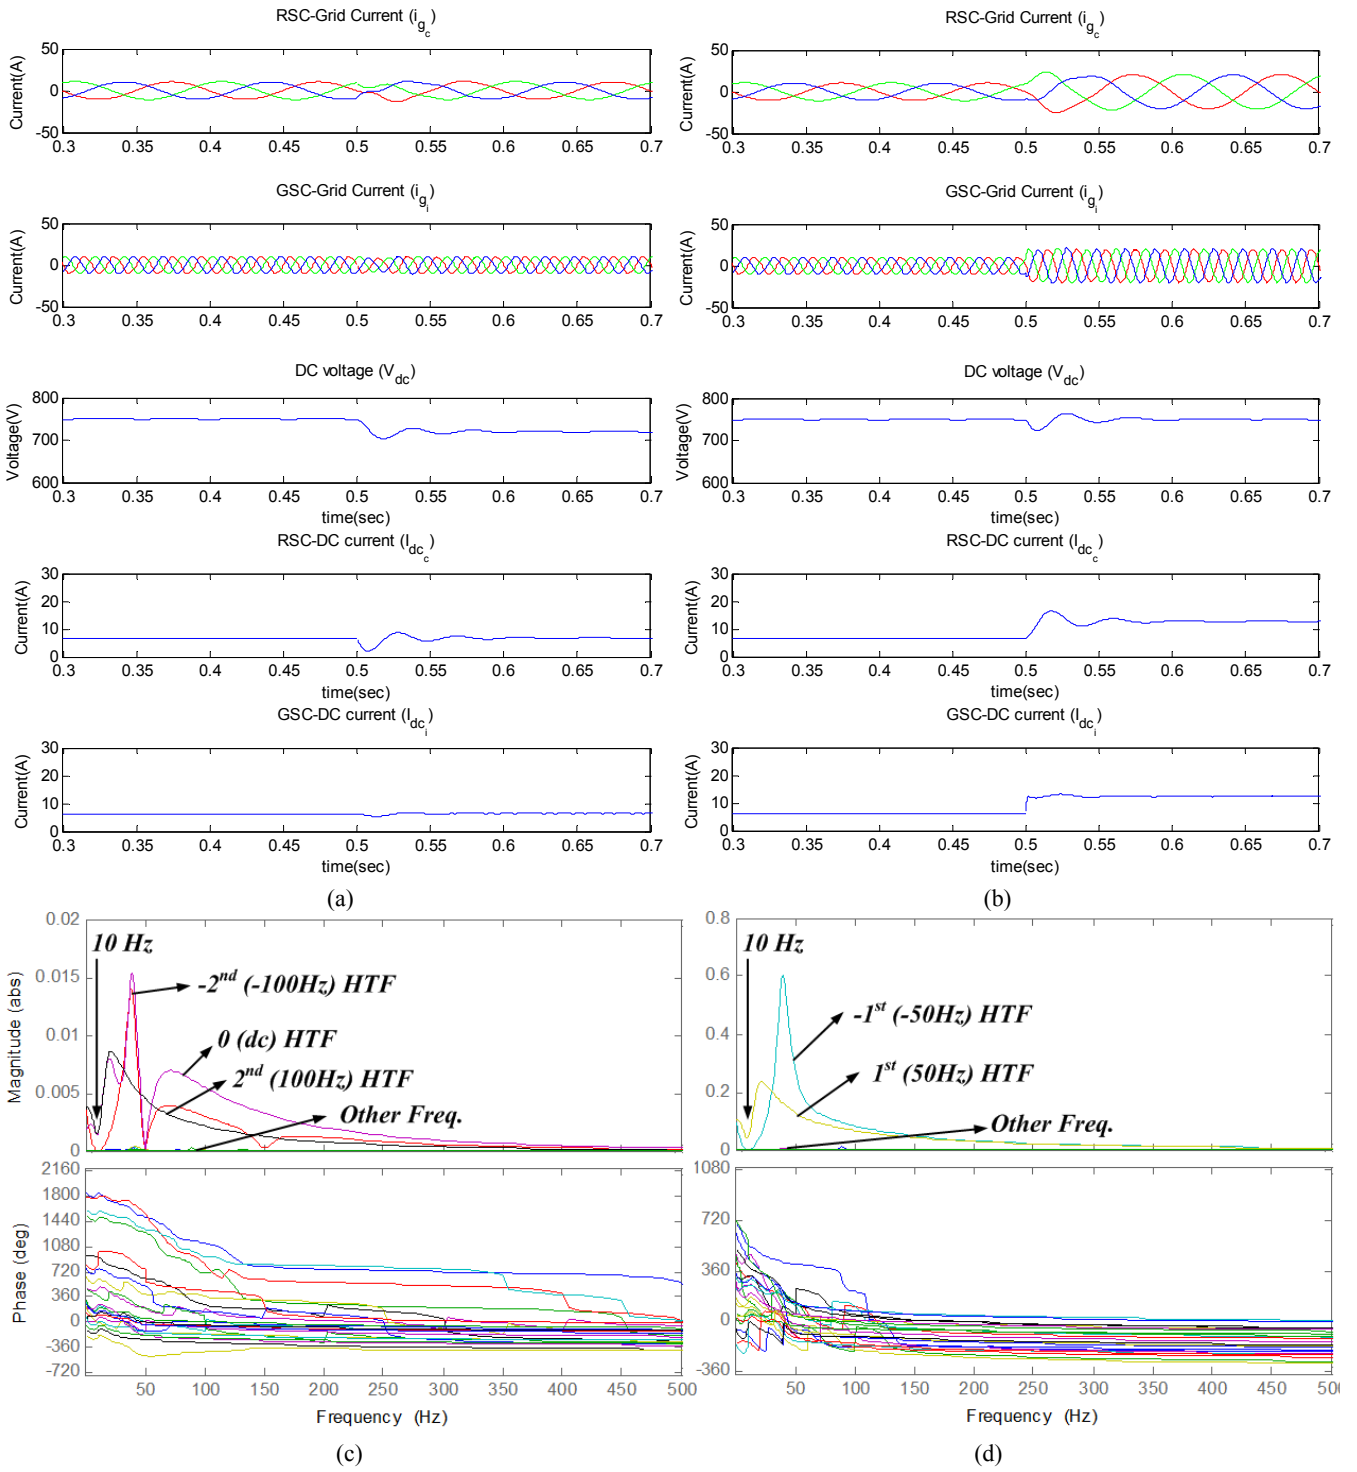 RSC-Grid Current (i_g_c)
Current(A)
50
0
-50
0.3 0.35 0.4 0.45 0.5 0.55 0.6 0.65 0.7
GSC-Grid Current (i_g_i)
Current(A)
50
0
-50
0.3 0.35 0.4 0.45 0.5 0.55 0.6 0.65 0.7
DC voltage (V_dc)
Voltage(V)
800
700
600
0.3 0.35 0.4 0.45 0.5 0.55 0.6 0.65 0.7
time(sec)
RSC-DC current (I_dc_c)
Current(A)
30
20
10
0
0.3 0.35 0.4 0.45 0.5 0.55 0.6 0.65 0.7
time(sec)
GSC-DC current (I_dc_i)
Current(A)
30
20
10
0
0.3 0.35 0.4 0.45 0.5 0.55 0.6 0.65 0.7
time(sec)
(a)
RSC-Grid Current (i_g_c)
Current(A)
50
0
-50
0.3 0.35 0.4 0.45 0.5 0.55 0.6 0.65 0.7
GSC-Grid Current (i_g_i)
Current(A)
50
0
-50
0.3 0.35 0.4 0.45 0.5 0.55 0.6 0.65 0.7
DC voltage (V_dc)
Voltage(V)
800
700
600
0.3 0.35 0.4 0.45 0.5 0.55 0.6 0.65 0.7
time(sec)
RSC-DC current (I_dc_c)
Current(A)
30
20
10
0
0.3 0.35 0.4 0.45 0.5 0.55 0.6 0.65 0.7
time(sec)
GSC-DC current (I_dc_i)
Current(A)
30
20
10
0
0.3 0.35 0.4 0.45 0.5 0.55 0.6 0.65 0.7
time(sec)
(b)
Magnitude (abs)
0.02
0.015
0.01
0.005
0
10 Hz
-2nd (-100Hz) HTF
0 (dc) HTF
2nd (100Hz) HTF
Other Freq.
Phase (deg)
2160
1800
1440
1080
720
360
0
-360
-720
50 100 150 200 250 300 350 400 450 500
Frequency (Hz)
(c)
0.8
0.6
0.4
0.2
0
10 Hz
-1st (-50Hz) HTF
1st (50Hz) HTF
Other Freq.
1080
720
360
0
-360
50 100 150 200 250 300 350 400 450 500
Frequency (Hz)
(d)